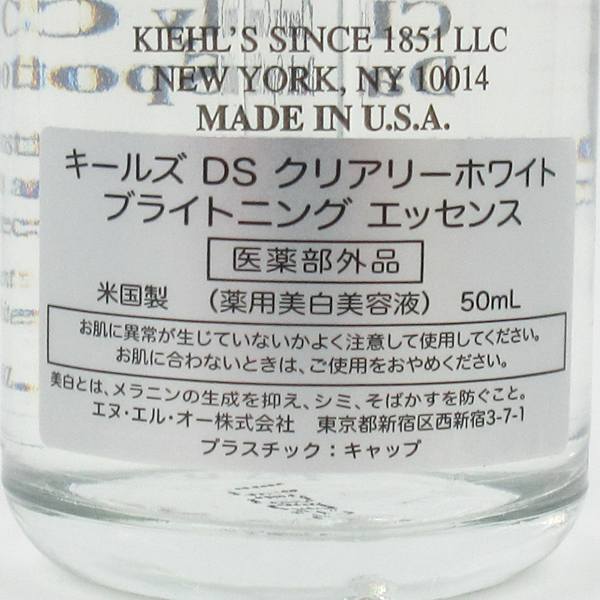 KIEHL'S SINCE 1851 LLC
NEW YORK, NY 10014
MADE IN U.S.A.
キールズ DS クリアリーホワイト
ブライトニング エッセンス
医薬部外品
米国製 （薬用美白美容液） 50mL
お肌に異常が生じていないかよく注意して使用してください。
お肌に合わないときは、ご使用をおやめください。
美白とは、メラニンの生成を抑え、シミ、そばかすを防ぐこと。
エヌ・エル・オー株式会社 東京都新宿区西新宿3-7-1
プラスチック：キャップ